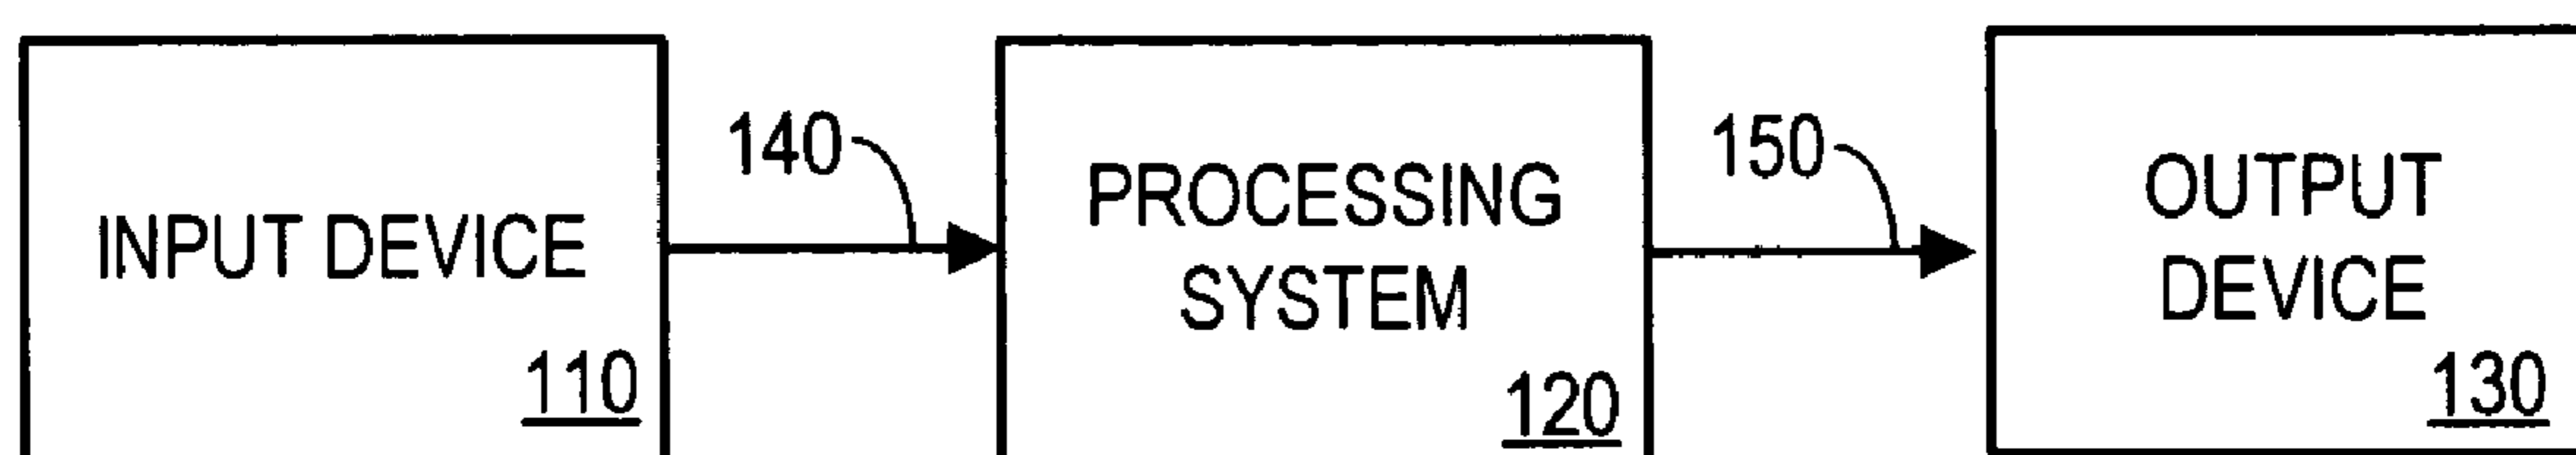 INPUT DEVICE
110
140
PROCESSING
SYSTEM
120
150
OUTPUT
DEVICE
130